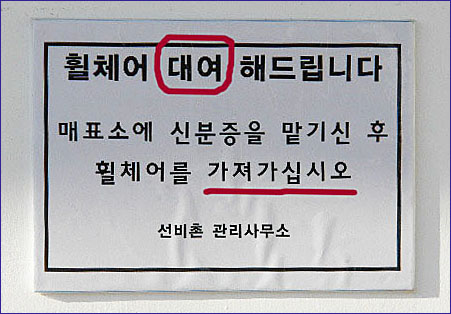 휠체어 대여 해드립니다
매표소에 신분증을 맡기신 후
휠체어를 가져가십시오
선비촌 관리사무소